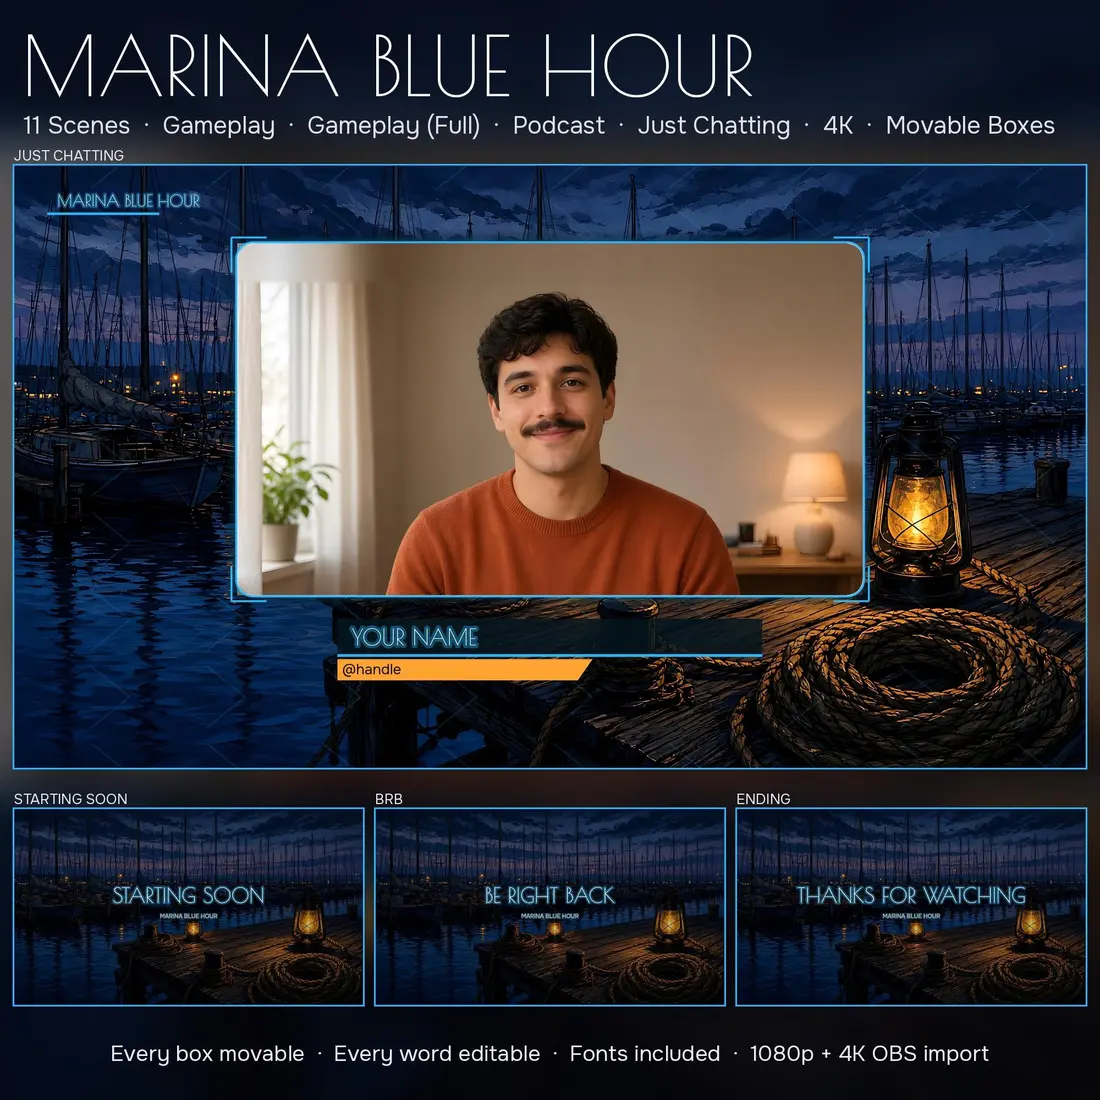 MARINA BLUE HOUR
11 Scenes · Gameplay · Gameplay (Full) · Podcast · Just Chatting · 4K · Movable Boxes
JUST CHATTING
MARINA BLUE HOUR
YOUR NAME
@handle
STARTING SOON
BRB
ENDING
STARTING SOON
MARINA BLUE HOUR
BE RIGHT BACK
MARINA BLUE HOUR
THANKS FOR WATCHING
MARINA BLUE HOUR
Every box movable · Every word editable · Fonts included · 1080p + 4K OBS import